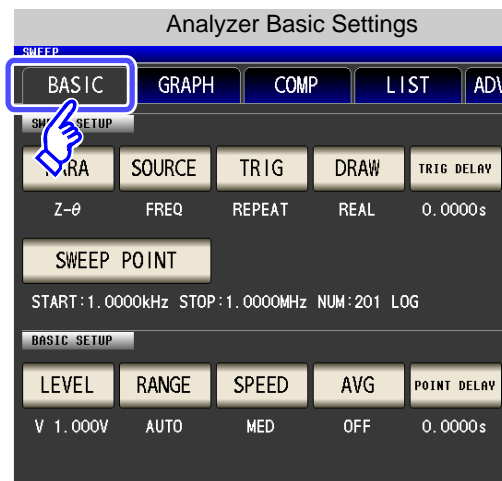 Analyzer Basic Settings
SWEEP
BASIC GRAPH COMP LIST ADV
SETUP
PARA SOURCE TRIG DRAW TRIG DELAY
Z-θ FREQ REPEAT REAL 0.0000s
SWEEP POINT
START:1.0000kHz STOP:1.0000MHz NUM:201 LOG
BASIC SETUP
LEVEL RANGE SPEED AVG POINT DELAY
V 1.000V AUTO MED OFF 0.0000s